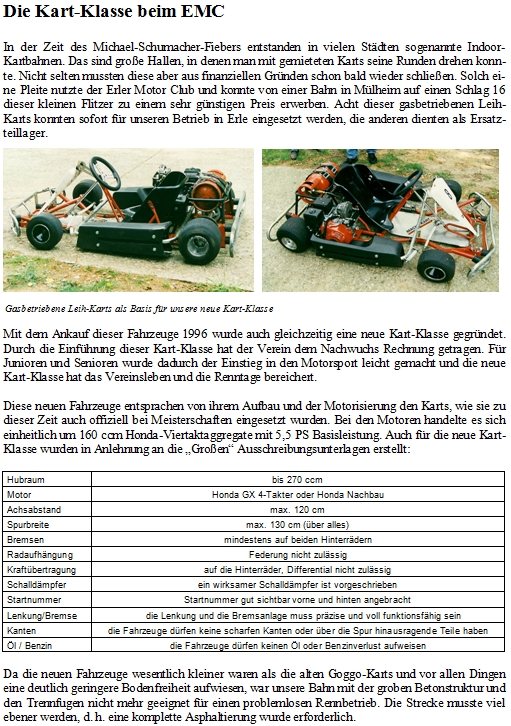 Die Kart-Klasse beim EMC
In der Zeit des Michael-Schumacher-Fiebers entstanden in vielen Städten sogenannte Indoor-
Kartbahnen. Das sind große Hallen, in denen man mit gemieteten Karts seine Runden drehen konn-
te. Nicht selten mussten diese aber aus finanziellen Gründen schon bald wieder schließen. Solch ei-
ne Pleite nutzte der Erler Motor Club und konnte von einer Bahn in Mülheim auf einen Schlag 16
dieser kleinen Flitzer zu einem sehr günstigen Preis erwerben. Acht dieser gasbetriebenen Leih-
Karts konnten sofort für unseren Betrieb in Erle eingesetzt werden, die anderen dienten als Ersatz-
teillager.
Gasbetriebene Leih-Karts als Basis für unsere neue Kart-Klasse
Mit dem Ankauf dieser Fahrzeuge 1996 wurde auch gleichzeitig eine neue Kart-Klasse gegründet.
Durch die Einführung dieser Kart-Klasse hat der Verein dem Nachwuchs Rechnung getragen. Für
Junioren und Senioren wurde dadurch der Einstieg in den Motorsport leicht gemacht und die neue
Kart-Klasse hat das Vereinsleben und die Renntage bereichert.
Diese neuen Fahrzeuge entsprachen von ihrem Aufbau und der Motorisierung den Karts, wie sie zu
dieser Zeit auch offiziell bei Meisterschaften eingesetzt wurden. Bei den Motoren handelte es sich
einheitlich um 160 ccm Honda-Viertaktaggregate mit 5,5 PS Basisleistung. Auch für die neue Kart-
Klasse wurden in Anlehnung an die „Großen“ Ausschreibungsunterlagen erstellt:
Hubraum bis 270 ccm
Motor Honda GX 4-Takter oder Honda Nachbau
Achsabstand max. 120 cm
Spurbreite max. 130 cm (über alles)
Bremsen mindestens auf beiden Hinterrädern
Radaufhängung Federung nicht zulässig
Kraftübertragung auf die Hinterräder, Differential nicht zulässig
Schalldämpfer ein wirksamer Schalldämpfer ist vorgeschrieben
Startnummer Startnummer gut sichtbar vorne und hinten angebracht
Lenkung/Bremse die Lenkung und die Bremsanlage muss präzise und voll funktionsfähig sein
Kanten die Fahrzeuge dürfen keine scharfen Kanten oder über die Spur hinausragende Teile haben
Öl / Benzin die Fahrzeuge dürfen keinen Öl oder Benzinverlust aufweisen
Da die neuen Fahrzeuge wesentlich kleiner waren als die alten Goggo-Karts und vor allen Dingen
eine deutlich geringere Bodenfreiheit aufwiesen, war unsere Bahn mit der groben Betonstruktur und
den Trennfugen nicht mehr geeignet für einen problemlosen Rennbetrieb. Die Strecke musste viel
ebener werden, d. h. eine komplette Asphaltierung wurde erforderlich.